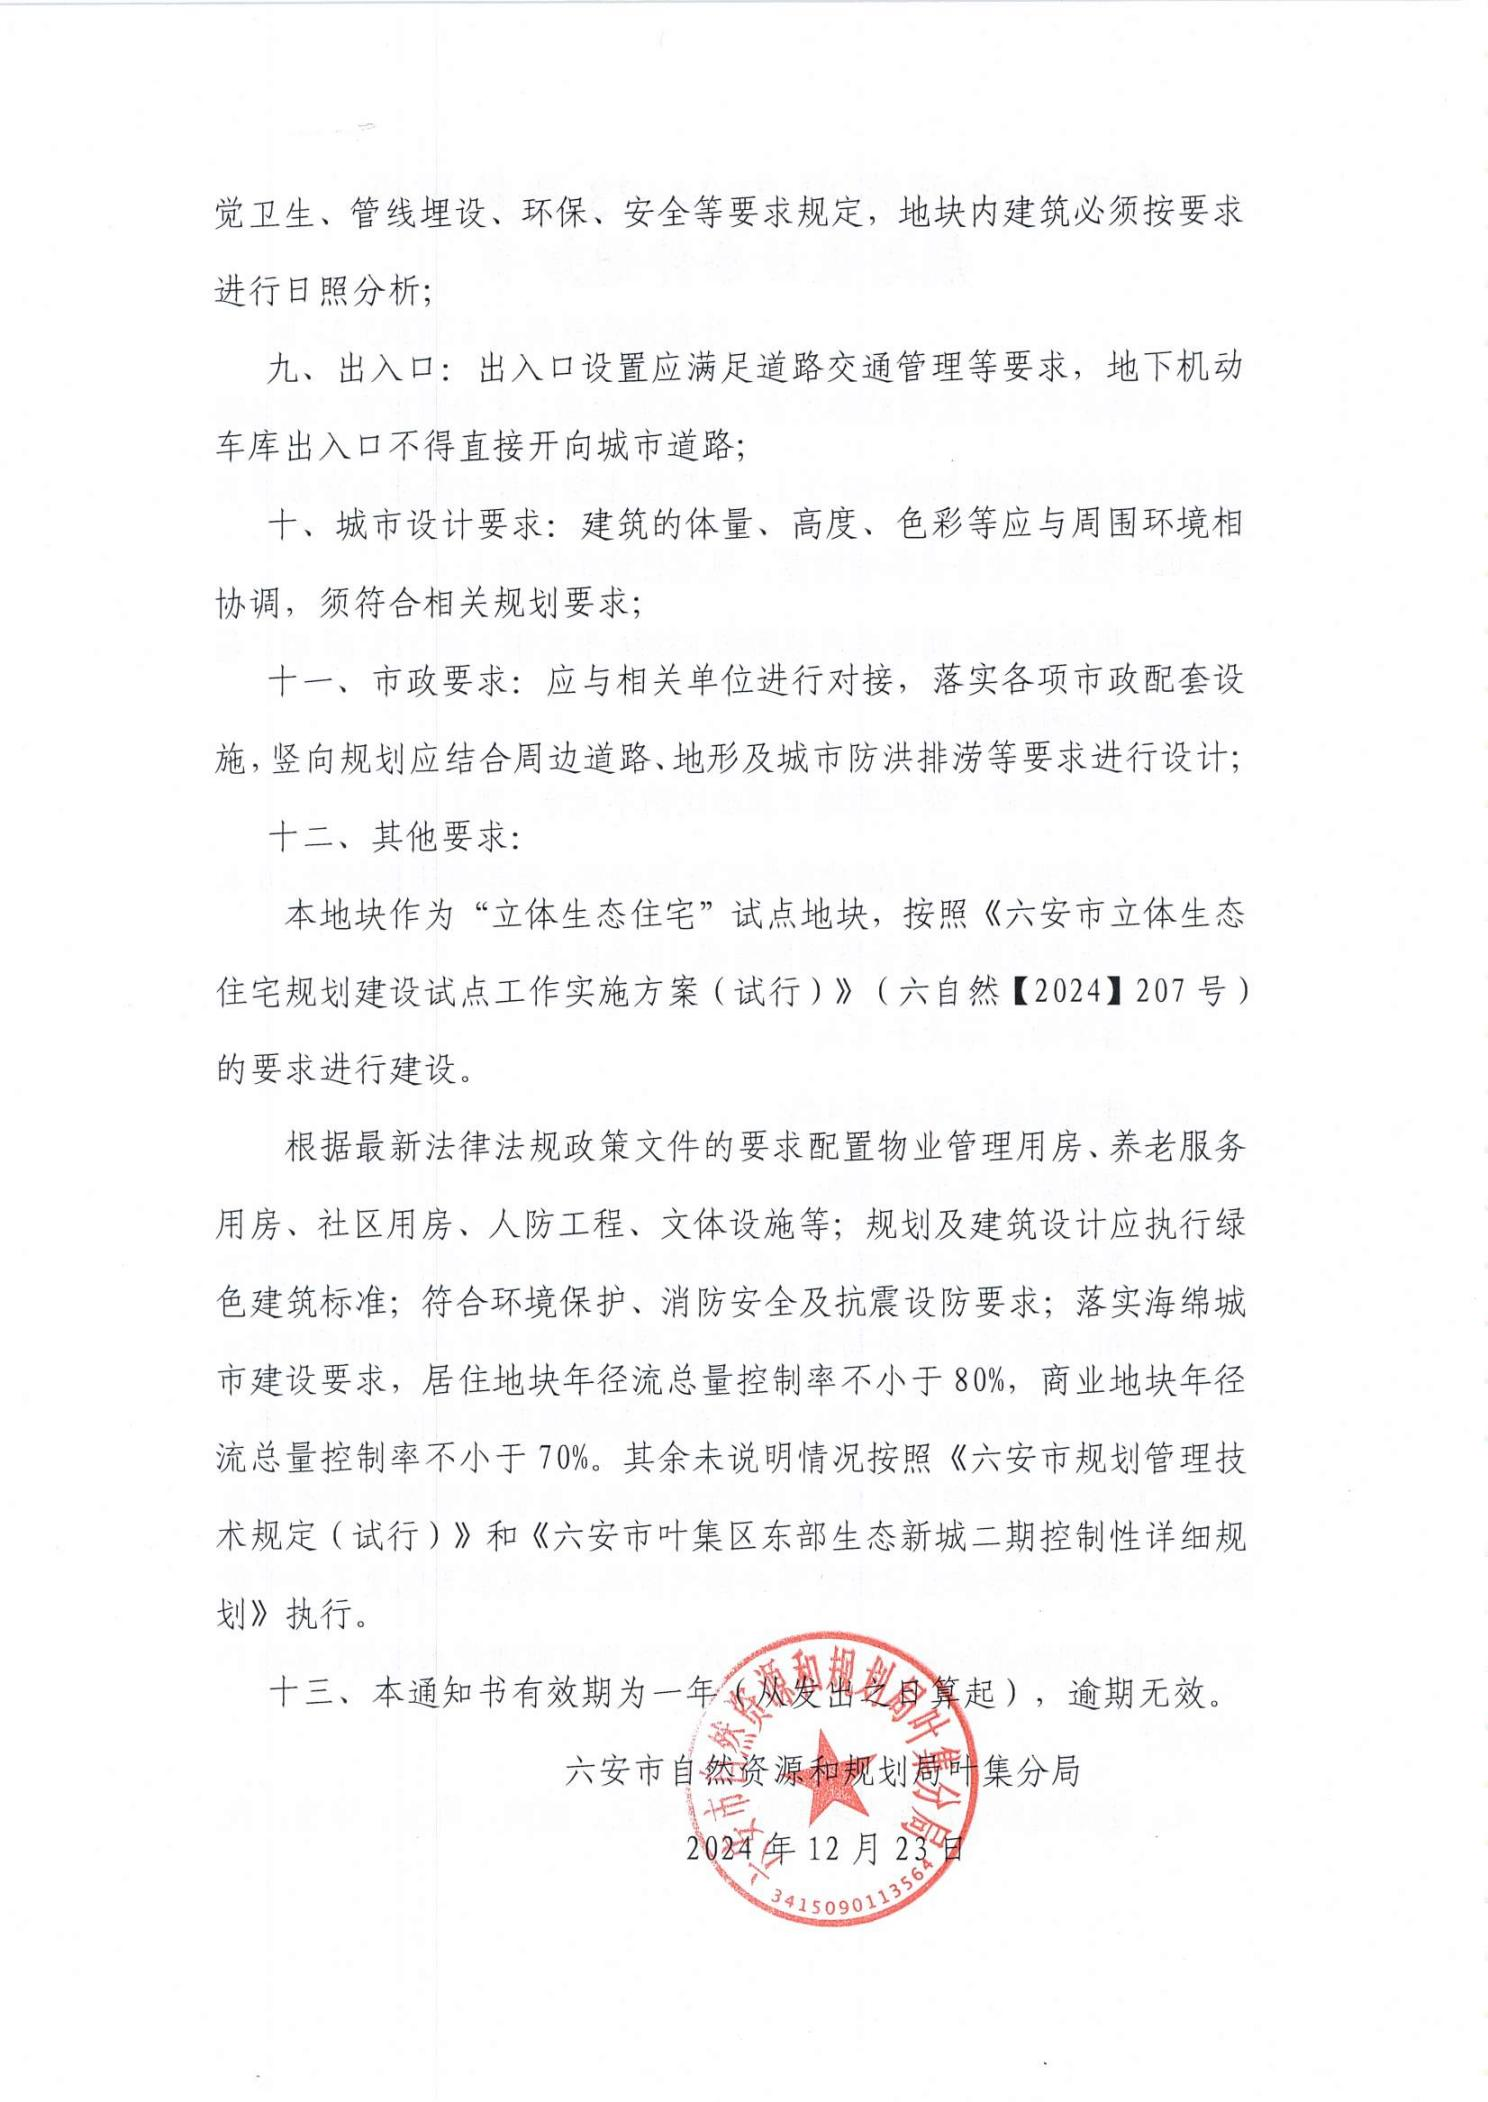 觉卫生、管线埋设、环保、安全等要求规定，地块内建筑必须按要求
进行日照分析；
九、出入口：出入口设置应满足道路交通管理等要求，地下机动
车库出入口不得直接开向城市道路；
十、城市设计要求：建筑的体量、高度、色彩等应与周围环境相
协调，须符合相关规划要求；
十一、市政要求：应与相关单位进行对接，落实各项市政配套设
施，竖向规划应结合周边道路、地形及城市防洪排涝等要求进行设计；
十二、其他要求：
本地块作为“立体生态住宅”试点地块，按照《六安市立体生态
住宅规划建设试点工作实施方案（试行）》（六自然【2024】207号）
的要求进行建设。
根据最新法律法规政策文件的要求配置物业管理用房、养老服务
用房、社区用房、人防工程、文体设施等；规划及建筑设计应执行绿
色建筑标准；符合环境保护、消防安全及抗震设防要求；落实海绵城
市建设要求，居住地块年径流总量控制率不小于80%，商业地块年径
流总量控制率不小于70%。其余未说明情况按照《六安市规划管理技
术规定（试行）》和《六安市叶集区东部生态新城二期控制性详细规
划》执行。
十三、本通知书有效期为一年（从发出之日算起），逾期无效。
六安市自然资源和规划局叶集分局
2024年12月23日
六安市自然资源和规划局叶集分局
3415090113564